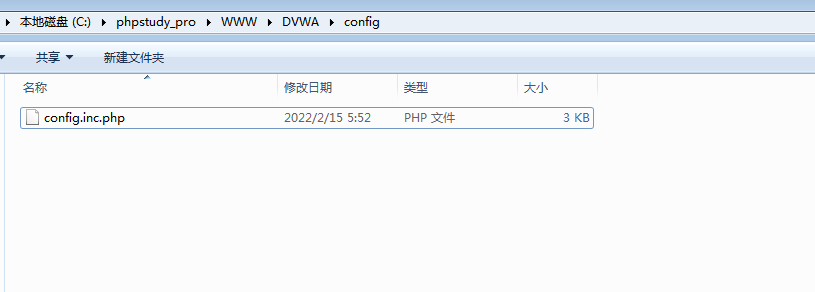 本地磁盘 (C:) phpstudy_pro WWW DVWA config
共享 新建文件夹
名称 修改日期 类型 大小
config.inc.php 2022/2/15 5:52 PHP 文件 3 KB